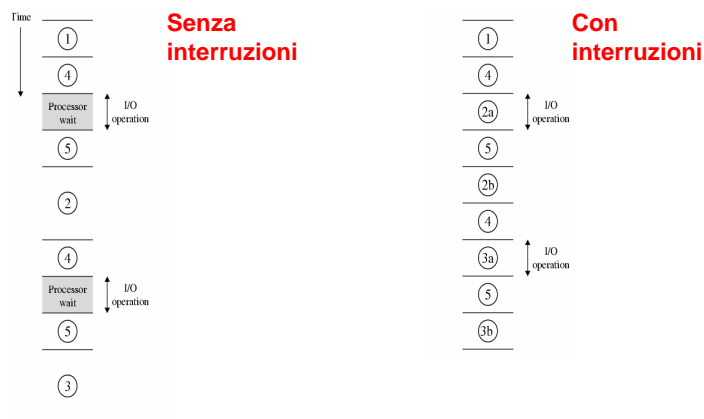 Time
Senza
interruzioni
1
4
Processor
wait
I/O
operation
5
2
4
Processor
wait
I/O
operation
5
3
Con
interruzioni
1
4
2a
I/O
operation
5
2b
4
3a
I/O
operation
5
3b